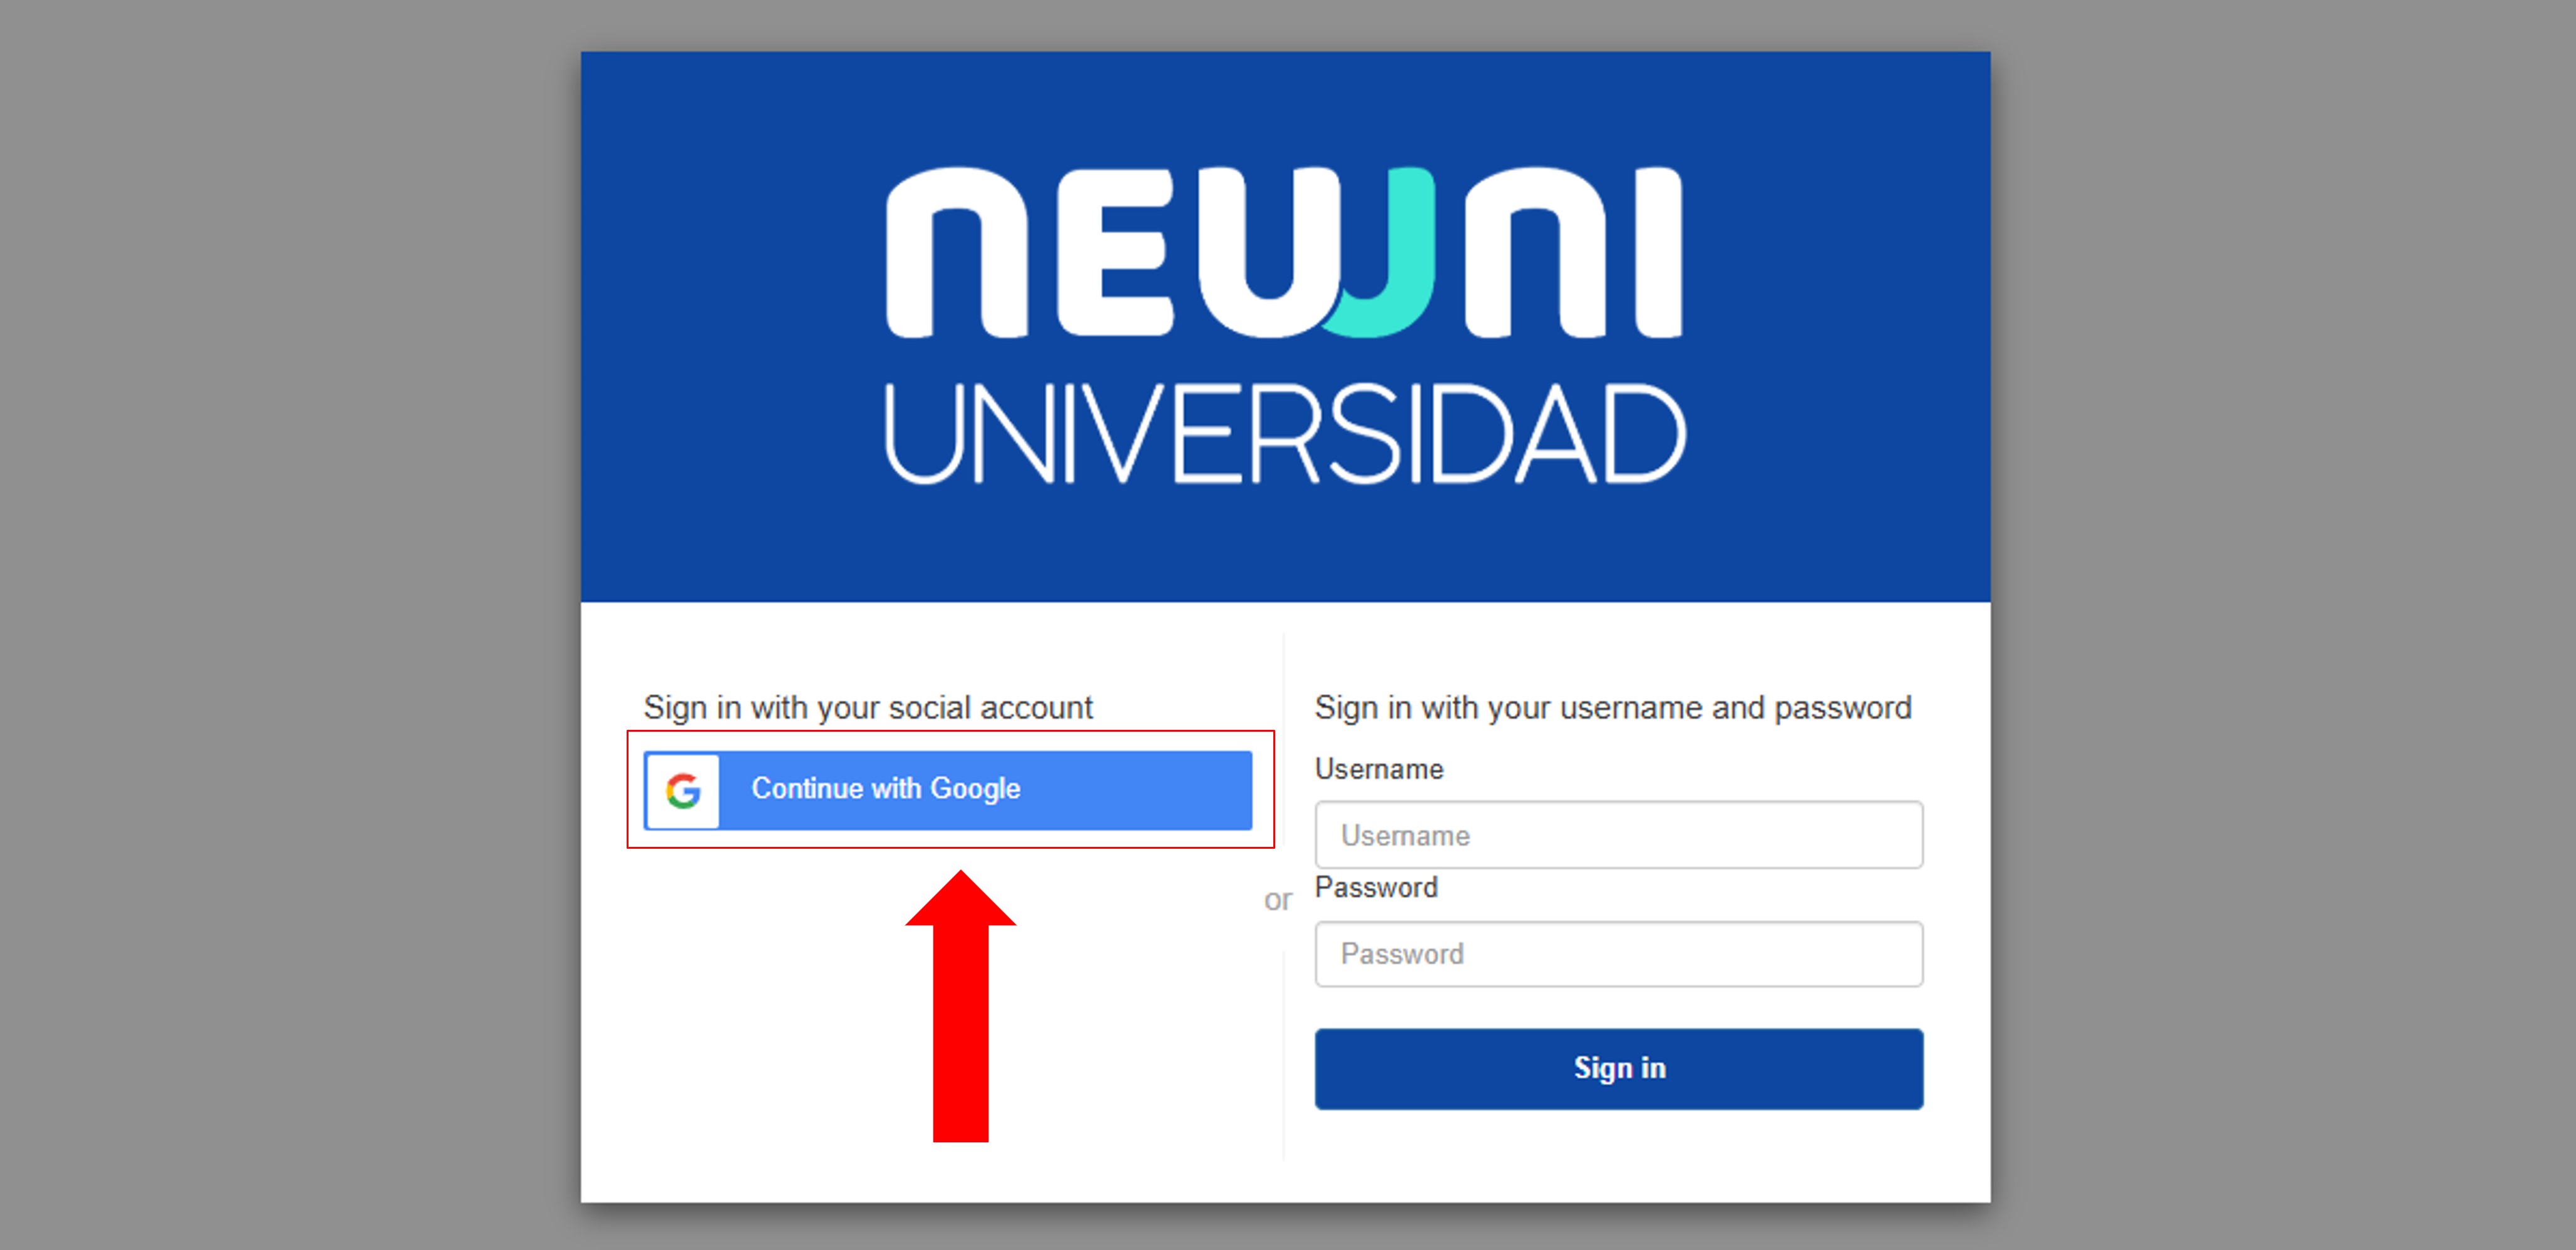 NEUUNI
UNIVERSIDAD
Sign in with your social account
Continue with Google
or
Sign in with your username and password
Username
Username
Password
Password
Sign in